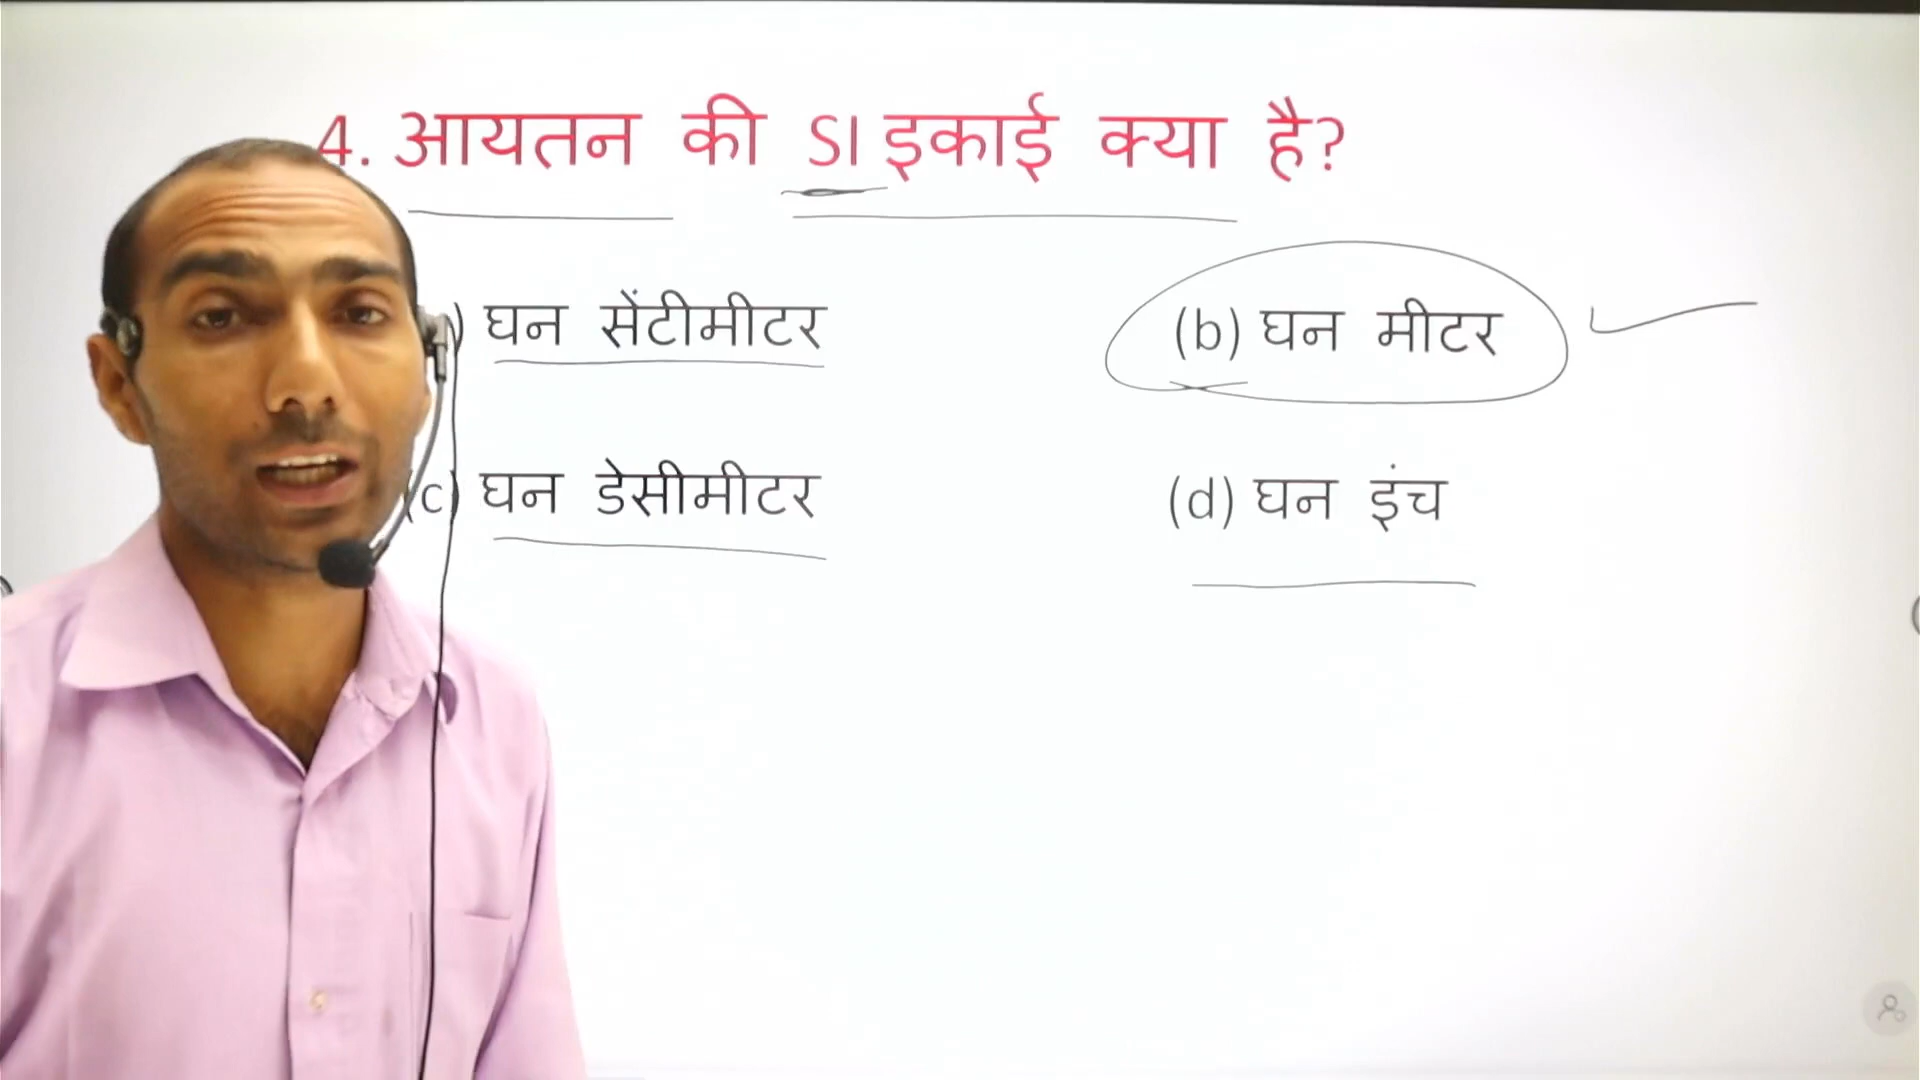 4. आयतन की SI इकाई क्या है?
) घन सेंटीमीटर
(b) घन मीटर
(c) घन डेसीमीटर
(d) घन इंच